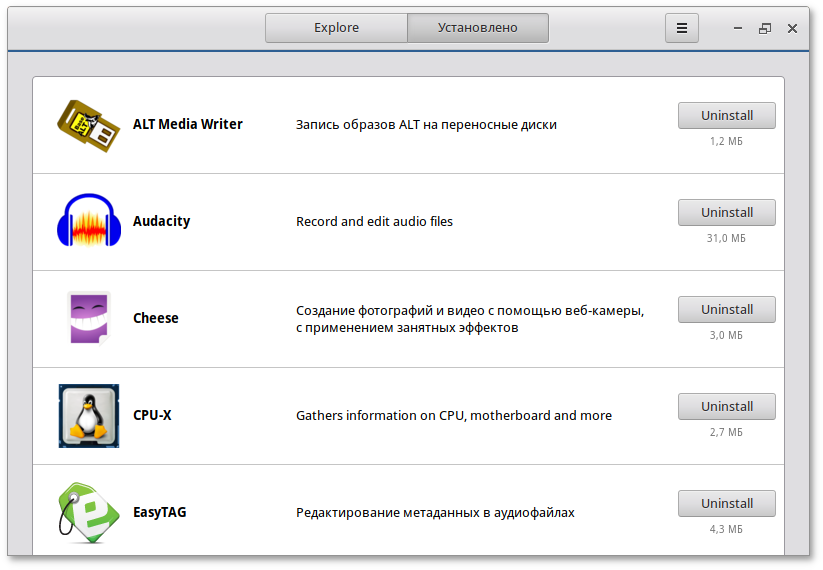 Explore
Установлено
ALT Media Writer
Запись образов ALT на переносные диски
Uninstall
1,2 МБ
Audacity
Record and edit audio files
Uninstall
31,0 МБ
Cheese
Создание фотографий и видео с помощью веб-камеры,
с применением занятных эффектов
Uninstall
3,0 МБ
CPU-X
Gathers information on CPU, motherboard and more
Uninstall
2,7 МБ
EasyTAG
Редактирование метаданных в аудиофайлах
Uninstall
4,3 МБ